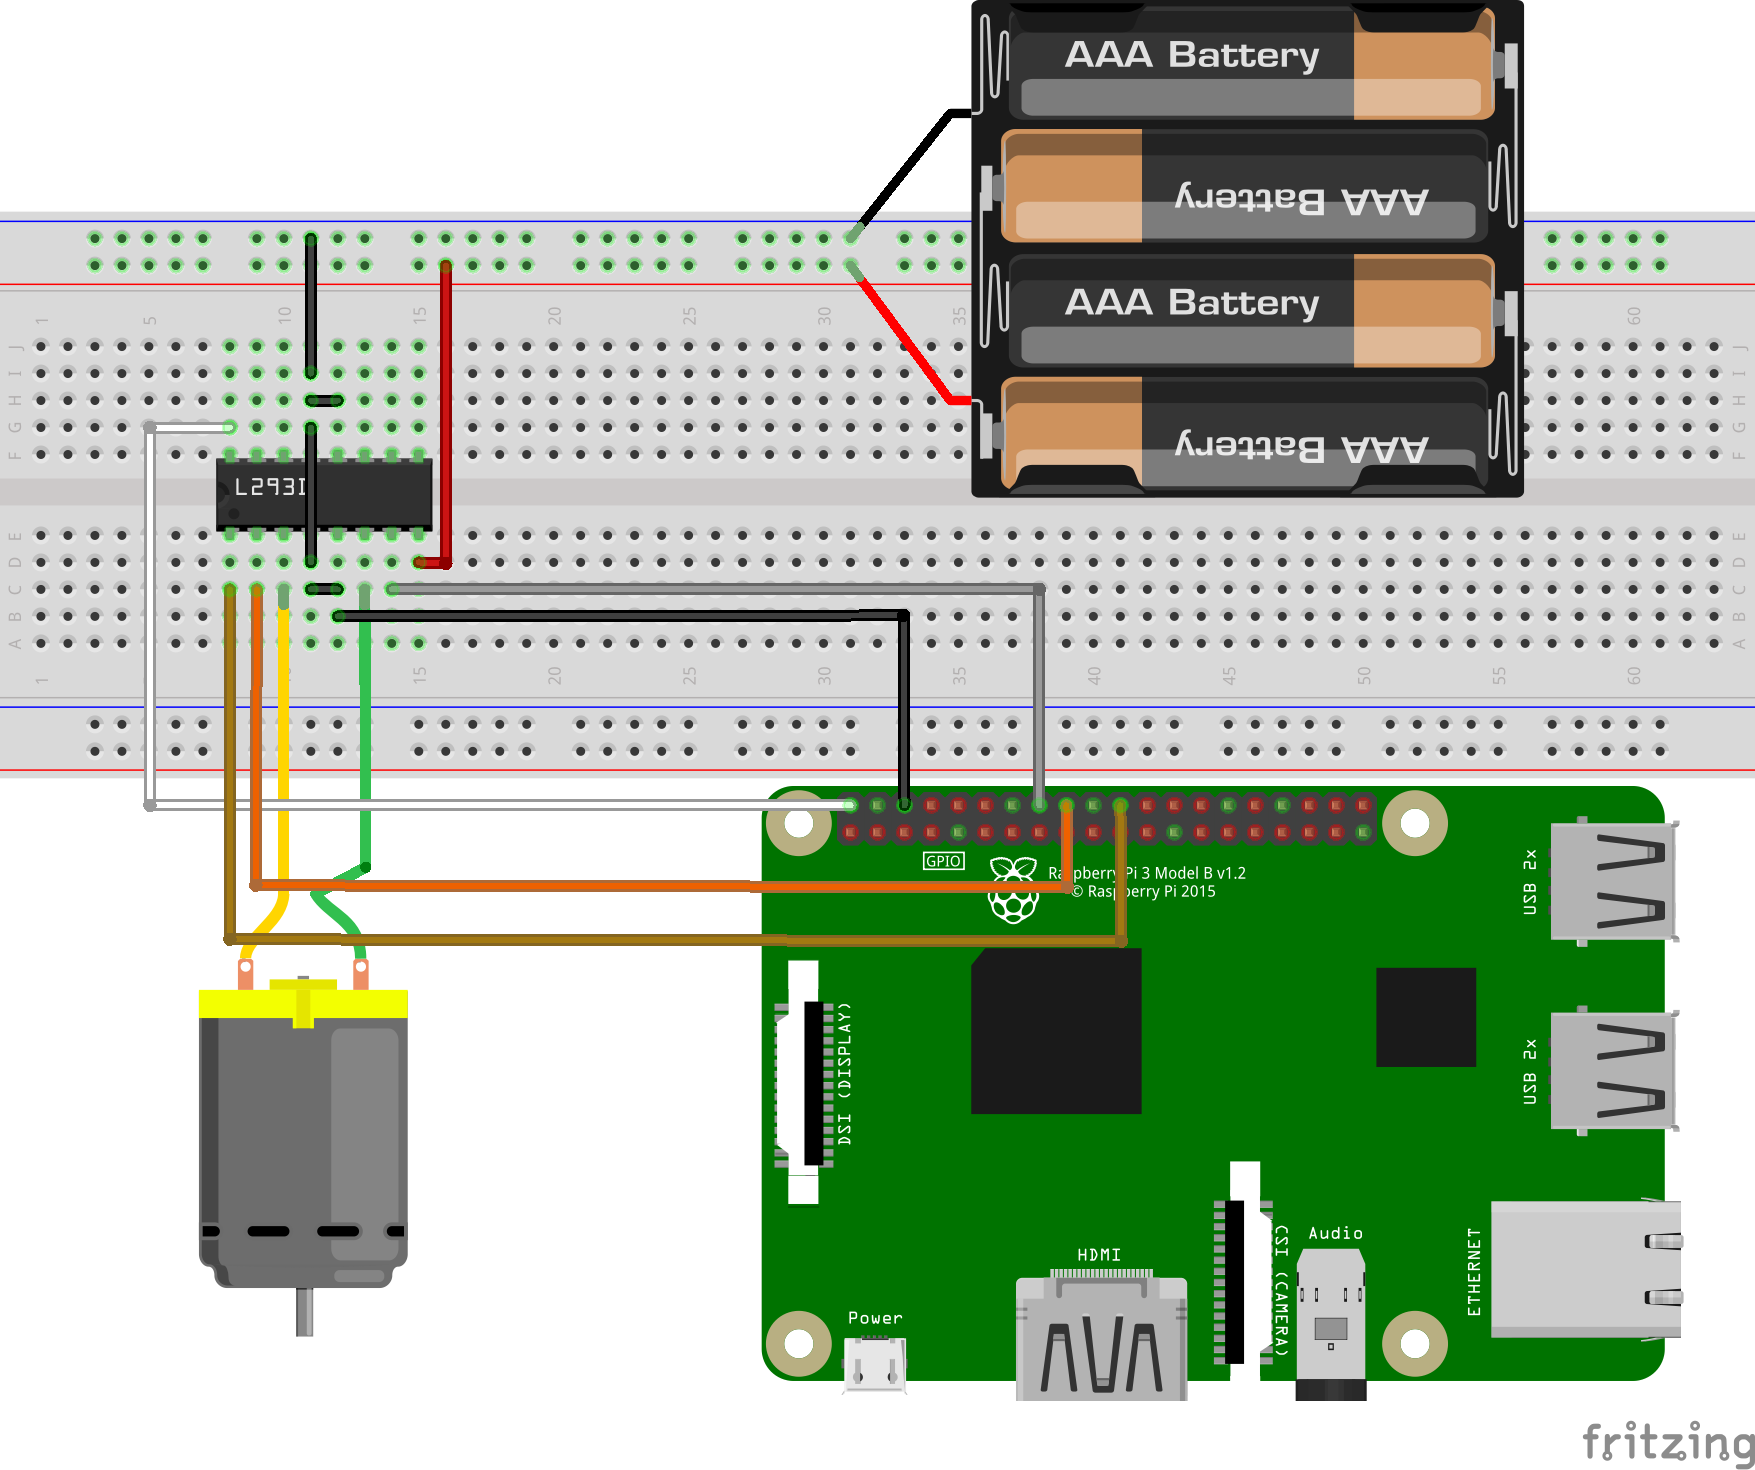 AAA Battery
AAA Battery
AAA Battery
AAA Battery
1 5 10 15 20 25 30 35 60
J J
I I
H H
G G
F F
L293D
E E
D D
C C
B B
A A
1 15 20 25 30 35 40 45 50 55 60
GPIO
Raspberry Pi 3 Model B v1.2
© Raspberry Pi 2015
USB 2x
DSI (DISPLAY)
USB 2x
CSI (CAMERA)
Audio
ETHERNET
HDMI
Power
fritzing